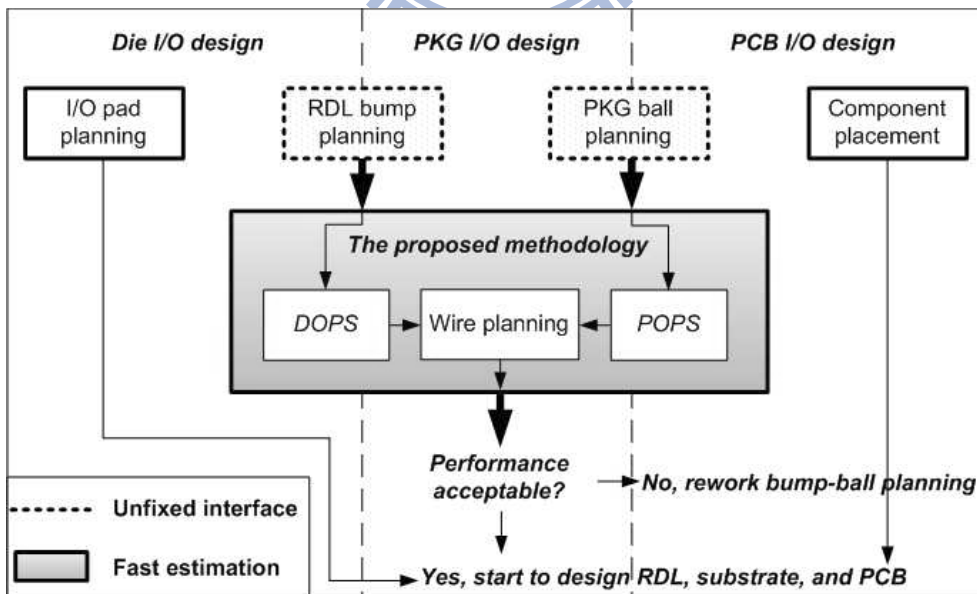 Die I/O design
PKG I/O design
PCB I/O design
I/O pad
planning
RDL bump
planning
PKG ball
planning
Component
placement
The proposed methodology
DOPS
Wire planning
POPS
Performance
acceptable?
No, rework bump-ball planning
Unfixed interface
Fast estimation
Yes, start to design RDL, substrate, and PCB